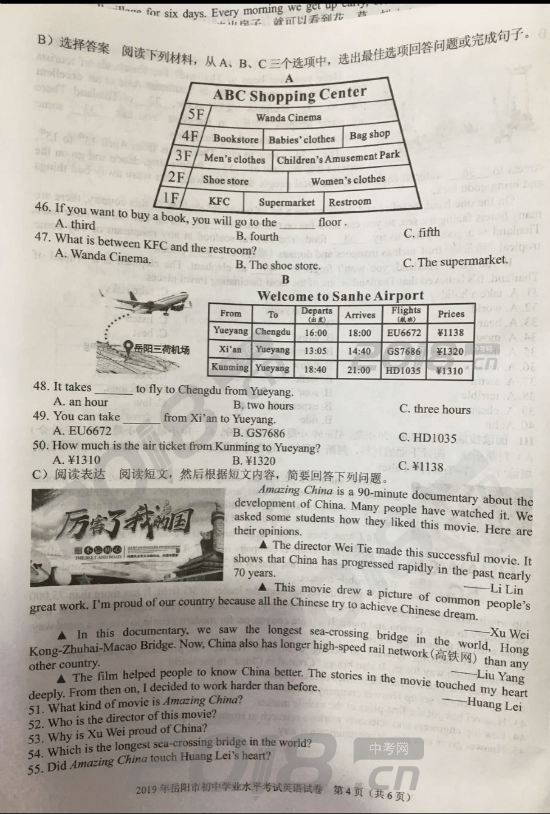 for six days. Every morning we get up early,
B）选择答案 阅读下列材料，从 A、B、C 三个选项中，选出最佳选项回答问题或完成句子。
A
ABC Shopping Center
5F Wanda Cinema
4F Bookstore Babies' clothes Bag shop
3F Men's clothes Children's Amusement Park
2F Shoe store Women's clothes
1F KFC Supermarket Restroom
46. If you want to buy a book, you will go to the ______ floor .
A. third B. fourth C. fifth
47. What is between KFC and the restroom?
A. Wanda Cinema. B. The shoe store. C. The supermarket.
B
Welcome to Sanhe Airport
岳阳三荷机场
From To Departs (出发) Arrives Flights (航班) Prices
Yueyang Chengdu 16:00 18:00 EU6672 ¥1138
Xi'an Yueyang 13:05 14:40 GS7686 ¥1320
Kunming Yueyang 18:40 21:00 HD1035 ¥1310
48. It takes ______ to fly to Chengdu from Yueyang.
A. an hour B. two hours C. three hours
49. You can take ______ from Xi'an to Yueyang.
A. EU6672 B. GS7686 C. HD1035
50. How much is the air ticket from Kunming to Yueyang?
A. ¥1310 B. ¥1320 C. ¥1138
C）阅读表达 阅读短文，然后根据短文内容，简要回答下列问题。
厉害了我的国
Amazing China is a 90-minute documentary about the
development of China. Many people have watched it. We
asked some students how they liked this movie. Here are
their opinions.
▲ The director Wei Tie made this successful movie. It
shows that China has progressed rapidly in the past nearly
70 years.
——Li Lin
▲ This movie drew a picture of common people's
great work. I'm proud of our country because all the Chinese try to achieve Chinese dream.
——Xu Wei
▲ In this documentary, we saw the longest sea-crossing bridge in the world, Hong
Kong-Zhuhai-Macao Bridge. Now, China also has longer high-speed rail network (高铁网) than any
other country.
——Liu Yang
▲ The film helped people to know China better. The stories in the movie touched my heart
deeply. From then on, I decided to work harder than before.
——Huang Lei
51. What kind of movie is Amazing China?
52. Who is the director of this movie?
53. Why is Xu Wei proud of China?
54. Which is the longest sea-crossing bridge in the world?
55. Did Amazing China touch Huang Lei's heart?
中考网
2019 年岳阳市初中学业水平考试英语试卷 第 4 页（共 6 页）